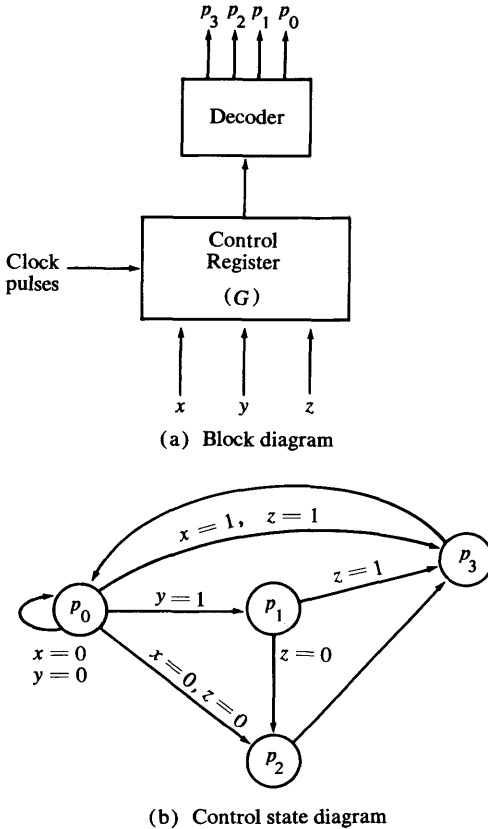 p3 p2 p1 p0
Decoder
Clock
pulses
Control
Register
(G)
x y z
(a) Block diagram
x = 1, z = 1
p3
z = 1
p0
y = 1
p1
x = 0
y = 0
x = 0, z = 0
z = 0
p2
(b) Control state diagram